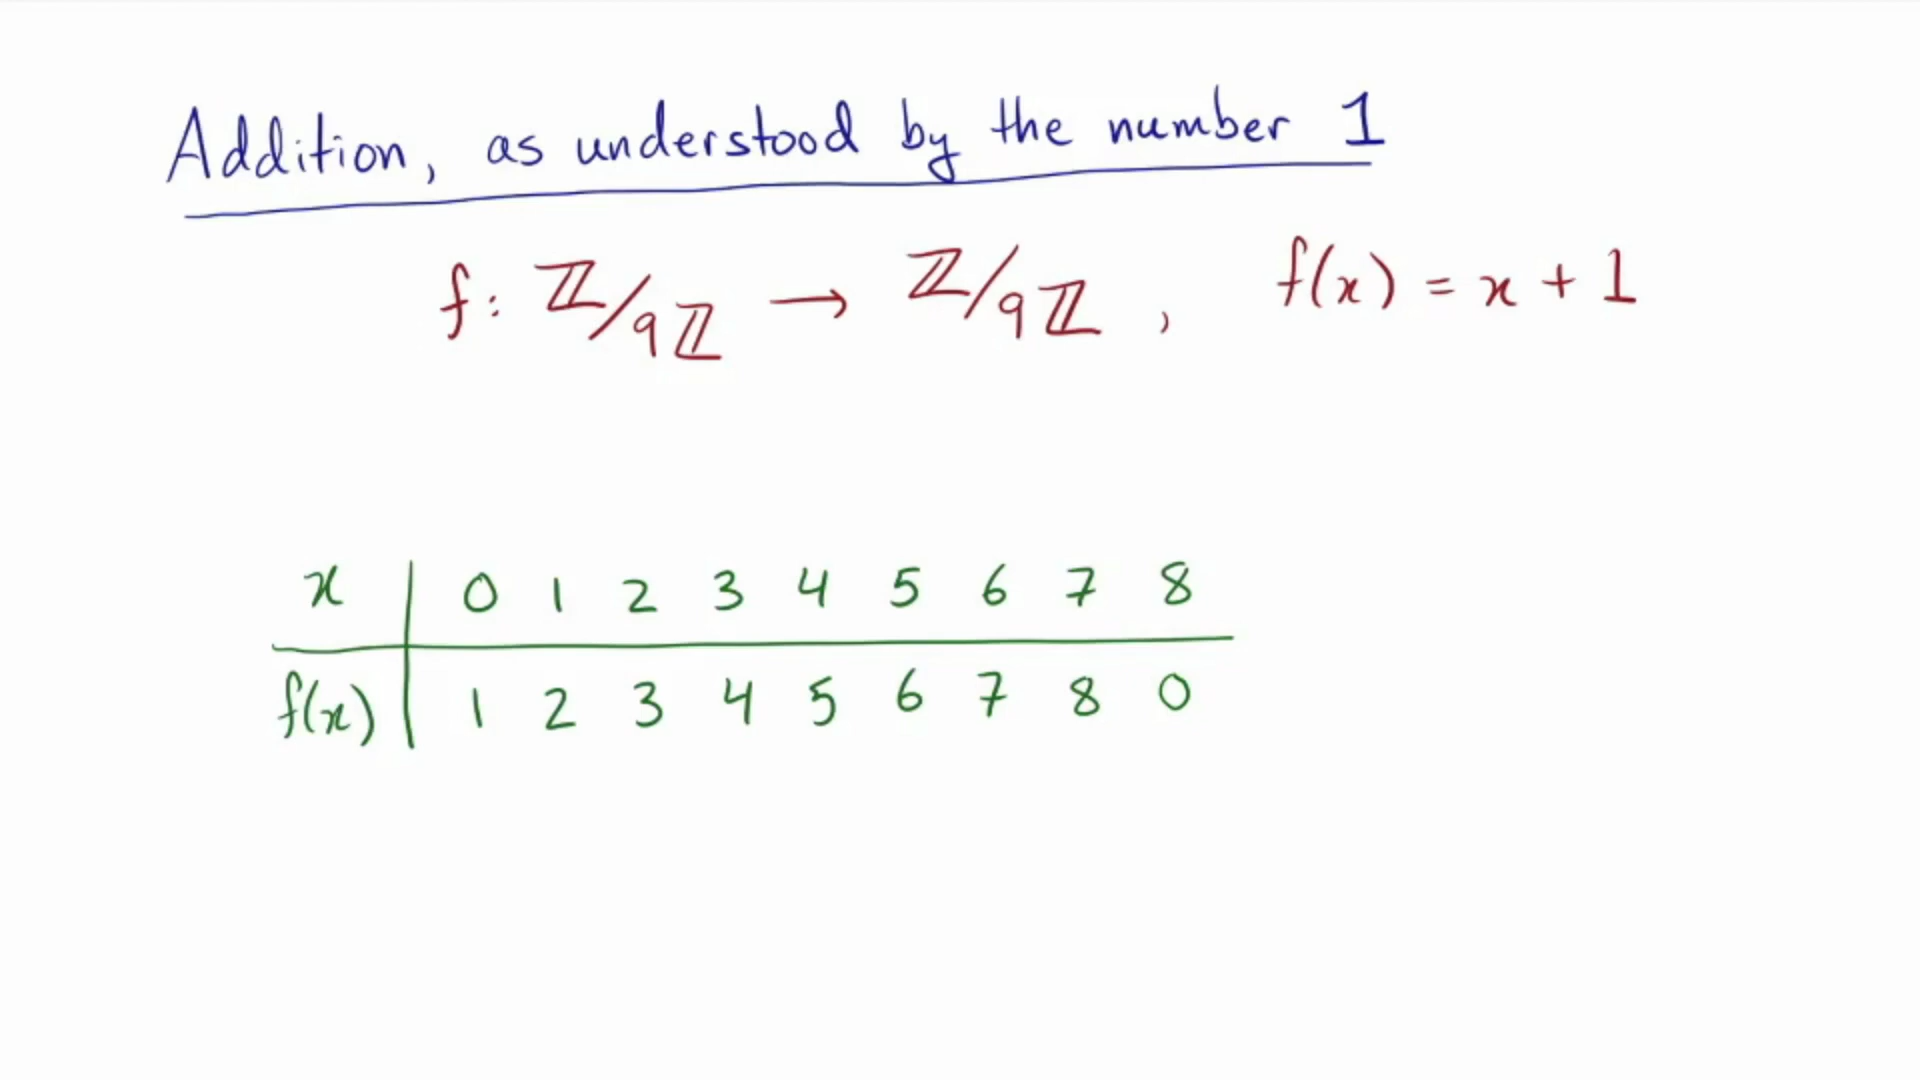 Addition, as understood by the number 1
f: ℤ/9ℤ → ℤ/9ℤ , f(x) = x + 1
x | 0 1 2 3 4 5 6 7 8
f(x) | 1 2 3 4 5 6 7 8 0